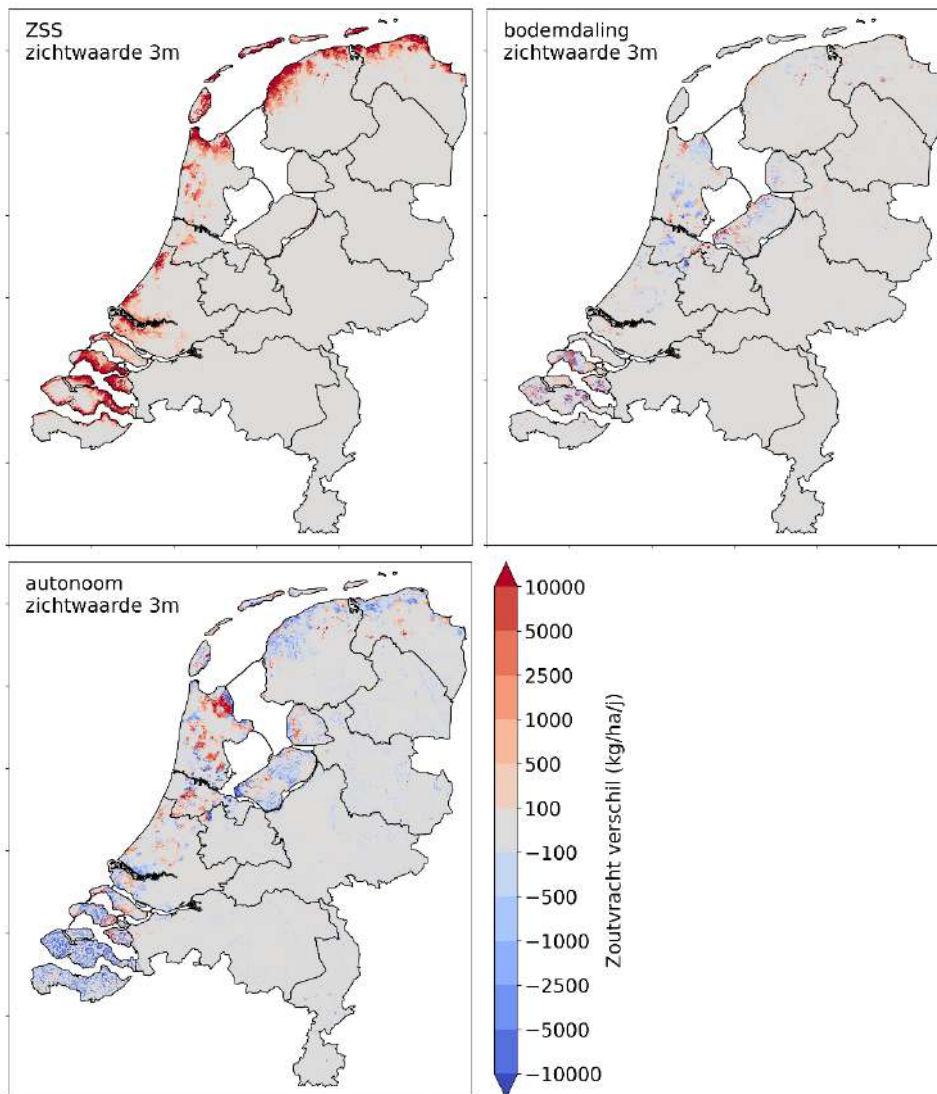 ZSS
zichtwaarde 3m
bodemdaling
zichtwaarde 3m
autonoom
zichtwaarde 3m
10000
5000
2500
1000
500
100
−100
−500
−1000
−2500
−5000
−10000
Zoutvracht verschil (kg/ha/j)